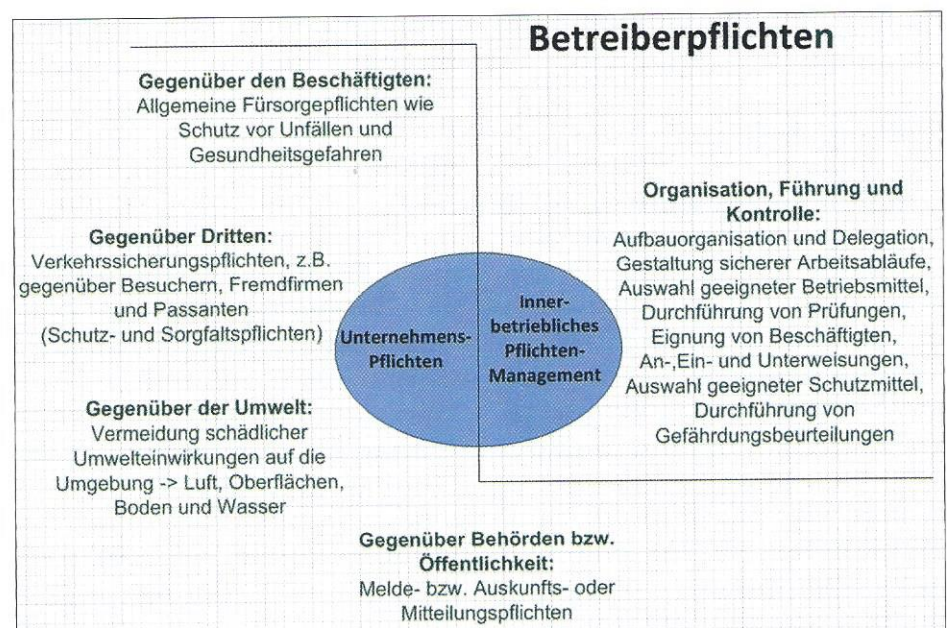 Betreiberpflichten
Gegenüber den Beschäftigten:
Allgemeine Fürsorgepflichten wie
Schutz vor Unfällen und
Gesundheitsgefahren
Gegenüber Dritten:
Verkehrssicherungspflichten, z.B.
gegenüber Besuchern, Fremdfirmen
und Passanten
(Schutz- und Sorgfaltspflichten)
Gegenüber der Umwelt:
Vermeidung schädlicher
Umwelteinwirkungen auf die
Umgebung -> Luft, Oberflächen,
Boden und Wasser
Unternehmens-
Pflichten
Inner-
betriebliches
Pflichten-
Management
Organisation, Führung und
Kontrolle:
Aufbauorganisation und Delegation,
Gestaltung sicherer Arbeitsabläufe,
Auswahl geeigneter Betriebsmittel,
Durchführung von Prüfungen,
Eignung von Beschäftigten,
An-,Ein- und Unterweisungen,
Auswahl geeigneter Schutzmittel,
Durchführung von
Gefährdungsbeurteilungen
Gegenüber Behörden bzw.
Öffentlichkeit:
Melde- bzw. Auskunfts- oder
Mitteilungspflichten